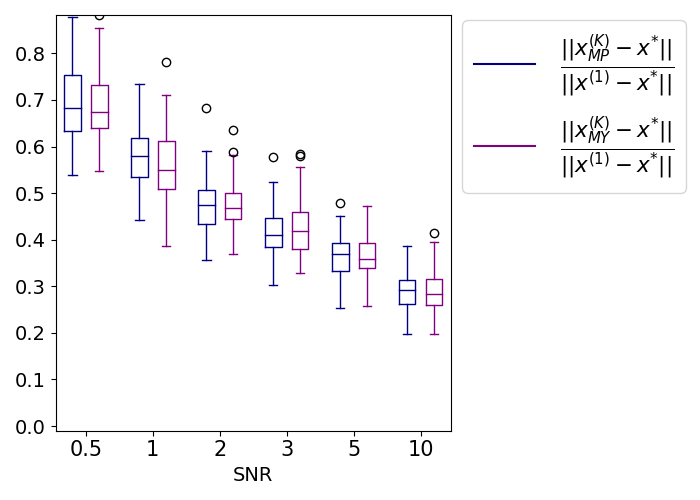 0.8
0.7
0.6
0.5
0.4
0.3
0.2
0.1
0.0
0.5 1 2 3 5 10
SNR
||x_{MP}^{(K)} − x^*||
||x^{(1)} − x^*||
||x_{MY}^{(K)} − x^*||
||x^{(1)} − x^*||